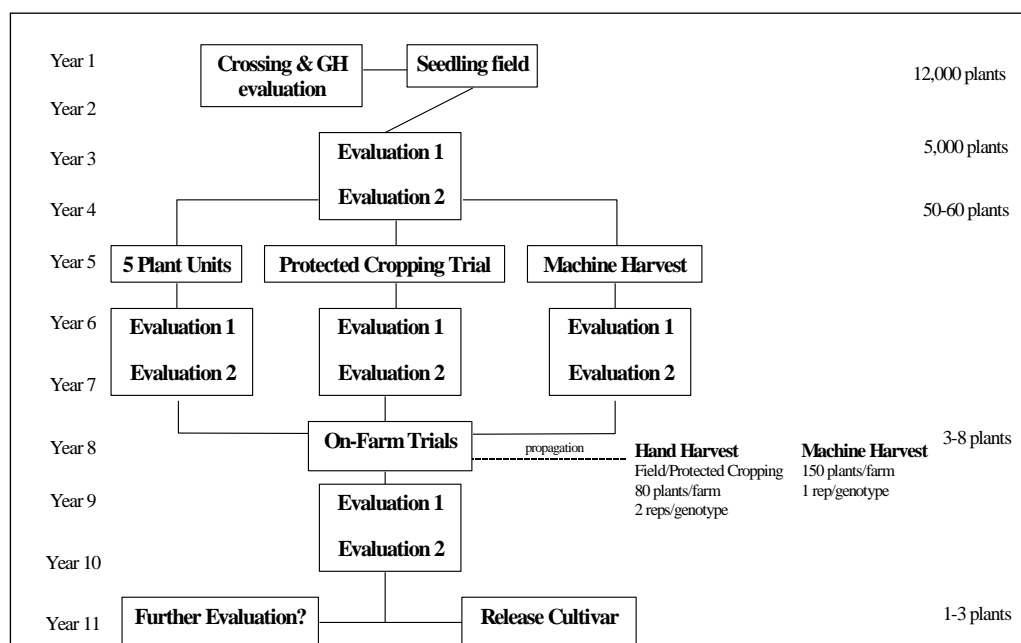 Year 1
Crossing & GH
evaluation
Seedling field
12,000 plants
Year 2
Year 3
Evaluation 1
5,000 plants
Evaluation 2
Year 4
50-60 plants
Year 5
5 Plant Units
Protected Cropping Trial
Machine Harvest
Year 6
Evaluation 1
Evaluation 1
Evaluation 1
Evaluation 2
Evaluation 2
Evaluation 2
Year 7
Year 8
On-Farm Trials
propagation
3-8 plants
Hand Harvest
Field/Protected Cropping
80 plants/farm
2 reps/genotype
Machine Harvest
150 plants/farm
1 rep/genotype
Year 9
Evaluation 1
Evaluation 2
Year 10
Year 11
Further Evaluation?
Release Cultivar
1-3 plants